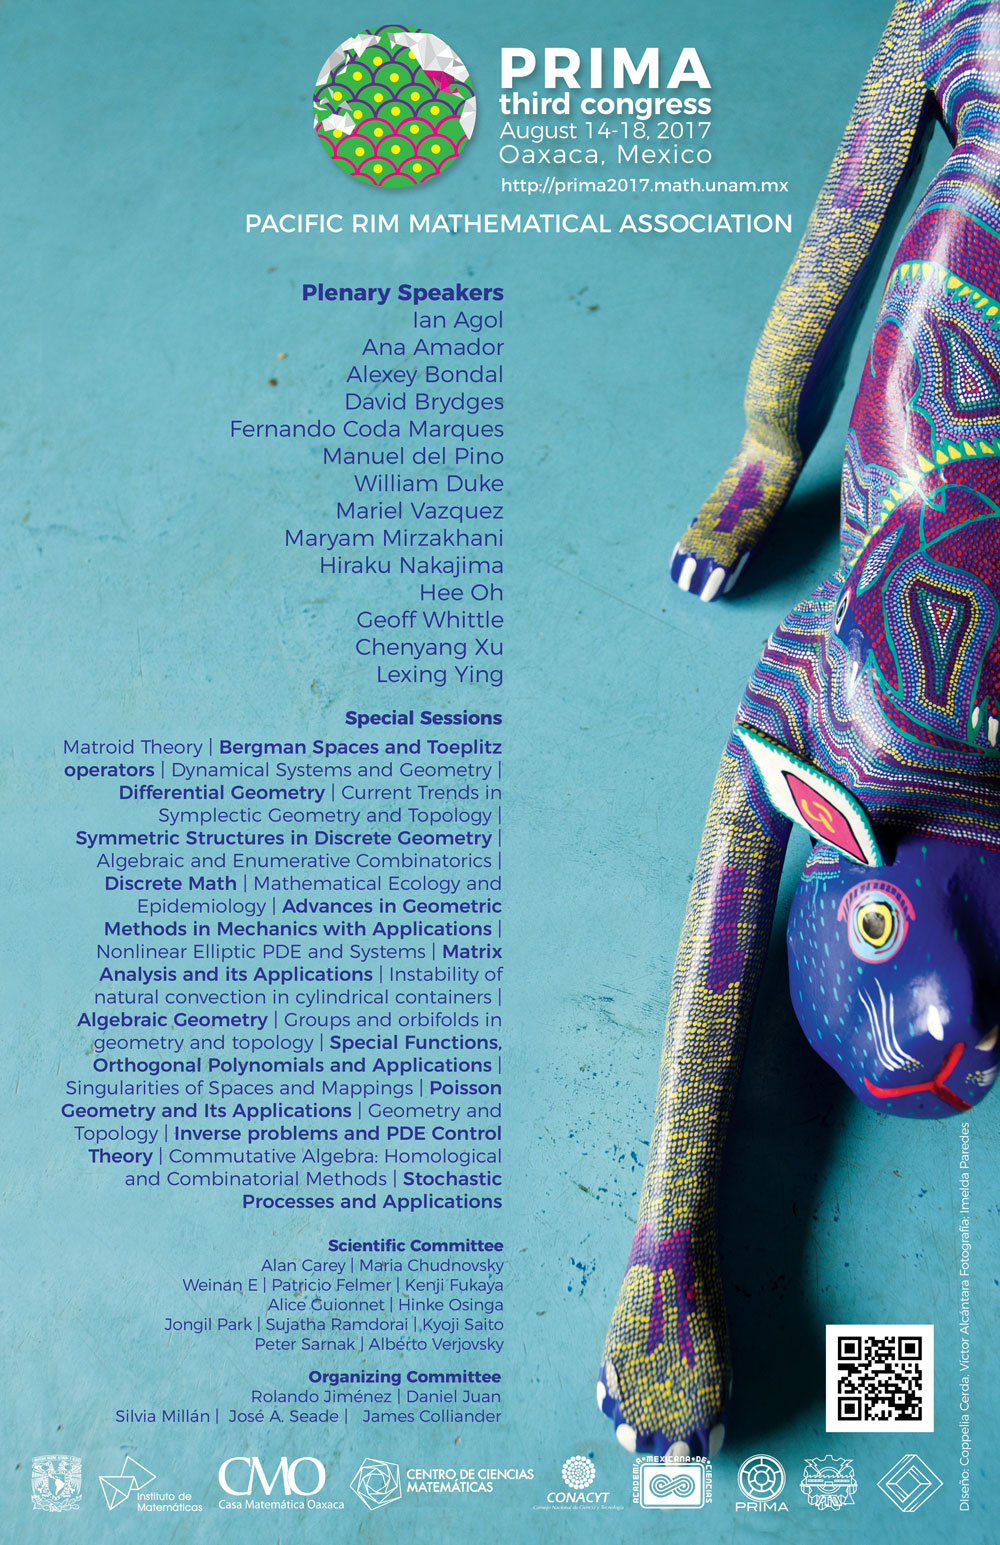 PRIMA
third congress
August 14-18, 2017
Oaxaca, Mexico
http://prima2017.math.unam.mx
PACIFIC RIM MATHEMATICAL ASSOCIATION
Plenary Speakers
Ian Agol
Ana Amador
Alexey Bondal
David Brydges
Fernando Coda Marques
Manuel del Pino
William Duke
Mariel Vazquez
Maryam Mirzakhani
Hiraku Nakajima
Hee Oh
Geoff Whittle
Chenyang Xu
Lexing Ying
Special Sessions
Matroid Theory | Bergman Spaces and Toeplitz
operators | Dynamical Systems and Geometry |
Differential Geometry | Current Trends in
Symplectic Geometry and Topology |
Symmetric Structures in Discrete Geometry |
Algebraic and Enumerative Combinatorics |
Discrete Math | Mathematical Ecology and
Epidemiology | Advances in Geometric
Methods in Mechanics with Applications |
Nonlinear Elliptic PDE and Systems | Matrix
Analysis and its Applications | Instability of
natural convection in cylindrical containers |
Algebraic Geometry | Groups and orbifolds in
geometry and topology | Special Functions,
Orthogonal Polynomials and Applications |
Singularities of Spaces and Mappings | Poisson
Geometry and Its Applications | Geometry and
Topology | Inverse problems and PDE Control
Theory | Commutative Algebra: Homological
and Combinatorial Methods | Stochastic
Processes and Applications
Scientific Committee
Alan Carey | Maria Chudnovsky
Weinan E | Patricio Felmer | Kenji Fukaya
Alice Guionnet | Hinke Osinga
Jongil Park | Sujatha Ramdorai | Kyoji Saito
Peter Sarnak | Alberto Verjovsky
Organizing Committee
Rolando Jiménez | Daniel Juan
Silvia Millán | José A. Seade | James Colliander
Diseño: Coppelia Cerda, Víctor Alcántara Fotografía: Imelda Paredes
Instituto de
Matemáticas
CMO
Casa Matemática Oaxaca
CENTRO DE CIENCIAS
MATEMÁTICAS
CONACYT
Consejo Nacional de Ciencia y Tecnología
ACADEMIA MEXICANA DE CIENCIAS
PRIMA